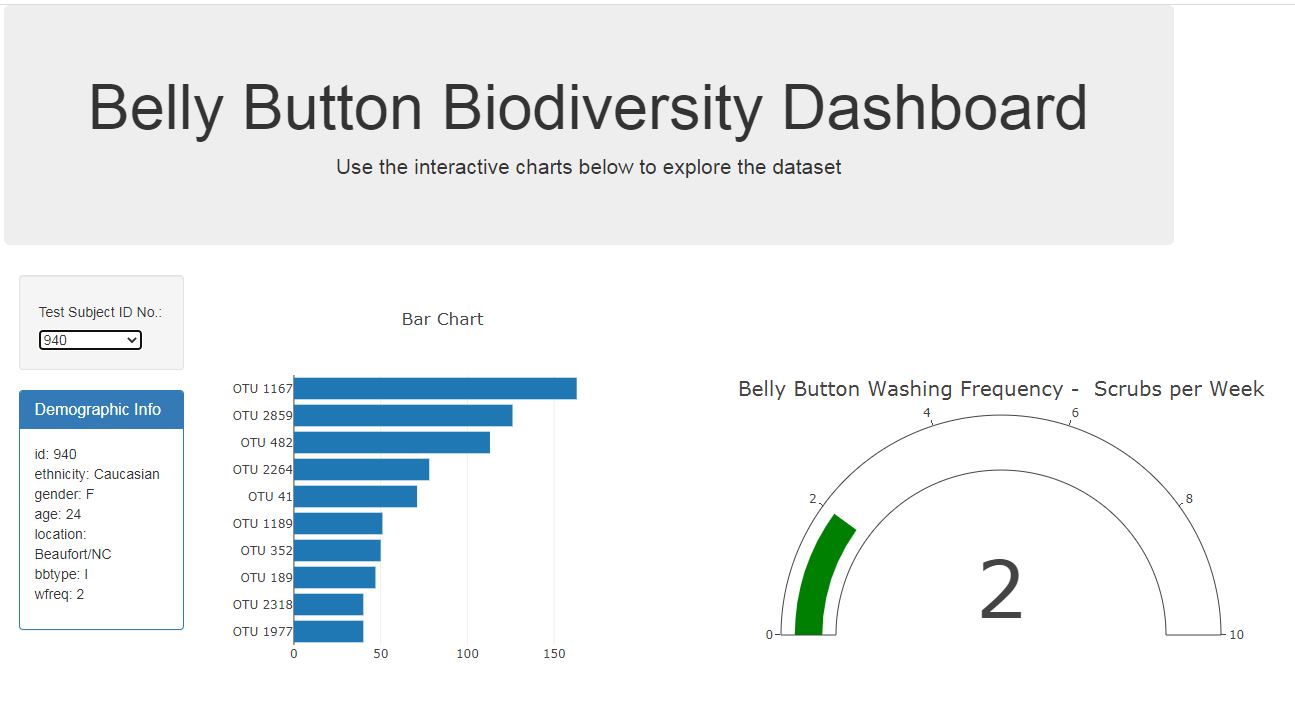 Belly Button Biodiversity Dashboard
Use the interactive charts below to explore the dataset
Test Subject ID No.:
940
Demographic Info
id: 940
ethnicity: Caucasian
gender: F
age: 24
location:
Beaufort/NC
bbtype: I
wfreq: 2
Bar Chart
OTU 1167
OTU 2859
OTU 482
OTU 2264
OTU 41
OTU 1189
OTU 352
OTU 189
OTU 2318
OTU 1977
0 50 100 150
Belly Button Washing Frequency - Scrubs per Week
0
2
4
6
8
10
2